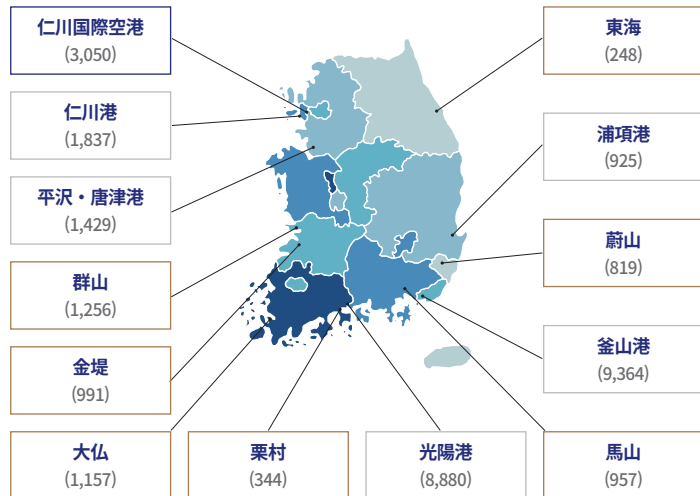 仁川国際空港
(3,050)
東海
(248)
仁川港
(1,837)
浦項港
(925)
平沢・唐津港
(1,429)
蔚山
(819)
群山
(1,256)
釜山港
(9,364)
金堤
(991)
大仏
(1,157)
栗村
(344)
光陽港
(8,880)
馬山
(957)